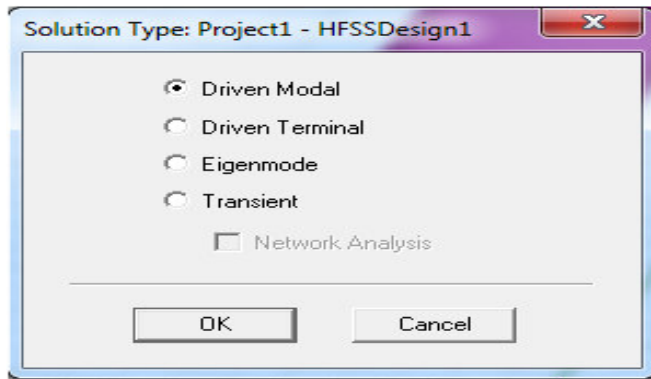 Solution Type: Project1 - HFSSDesign1
Driven Modal
Driven Terminal
Eigenmode
Transient
Network Analysis
OK Cancel